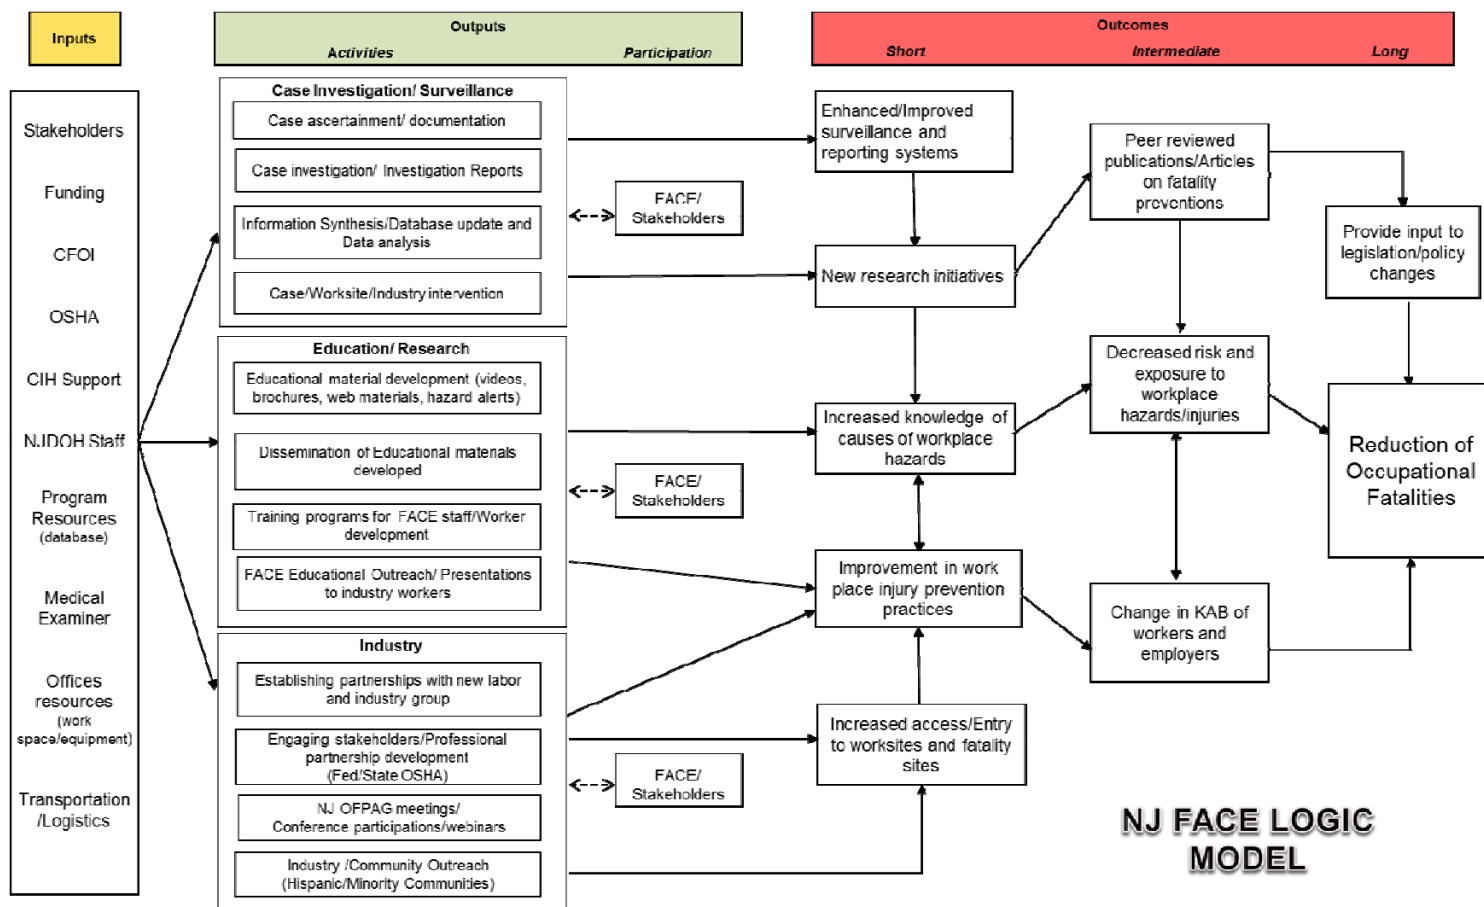 Inputs
Outputs
Activities
Participation
Outcomes
Short
Intermediate
Long
Stakeholders
Funding
CFOI
OSHA
CIH Support
NJDOH Staff
Program
Resources
(database)
Medical
Examiner
Offices
resources
(work
space/equipment)
Transportation
/Logistics
Case Investigation/ Surveillance
Case ascertainment/ documentation
Case investigation/ Investigation Reports
Information Synthesis/Database update and
Data analysis
Case/Worksite/Industry intervention
FACE/
Stakeholders
Education/ Research
Educational material development (videos,
brochures, web materials, hazard alerts)
Dissemination of Educational materials
developed
Training programs for FACE staff/Worker
development
FACE Educational Outreach/ Presentations
to industry workers
FACE/
Stakeholders
Industry
Establishing partnerships with new labor
and industry group
Engaging stakeholders/Professional
partnership development
(Fed/State OSHA)
NJ OFPAG meetings/
Conference participations/webinars
Industry /Community Outreach
(Hispanic/Minority Communities)
FACE/
Stakeholders
Enhanced/Improved
surveillance and
reporting systems
New research initiatives
Increased knowledge of
causes of workplace
hazards
Improvement in work
place injury prevention
practices
Increased access/Entry
to worksites and fatality
sites
Peer reviewed
publications/Articles
on fatality
preventions
Decreased risk and
exposure to
workplace
hazards/injuries
Change in KAB of
workers and
employers
Provide input to
legislation/policy
changes
Reduction of
Occupational
Fatalities
NJ FACE LOGIC
MODEL